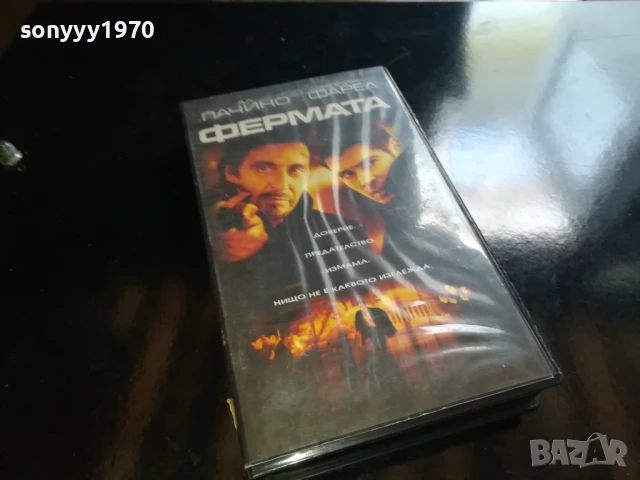 sonyyy1970
ПАЧИНО ФАРЕЛ
ФЕРМАТА
ДОВЕРИЕ.
ПРЕДАТЕЛСТВО.
ИЗМАМА.
НИЩО НЕ Е КАКВОТО ИЗГЛЕЖДА.
BAZAR